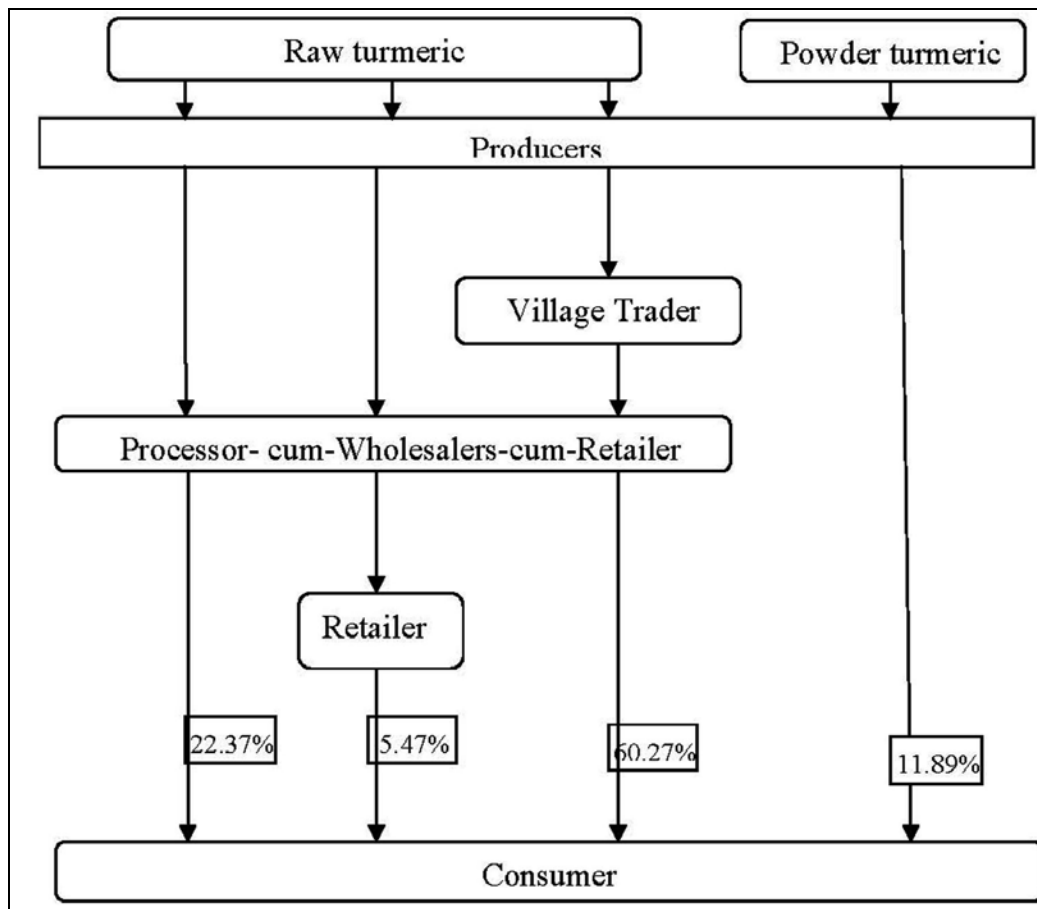 Raw turmeric
Powder turmeric
Producers
Village Trader
Processor- cum-Wholesalers-cum-Retailer
Retailer
22.37%
5.47%
60.27%
11.89%
Consumer